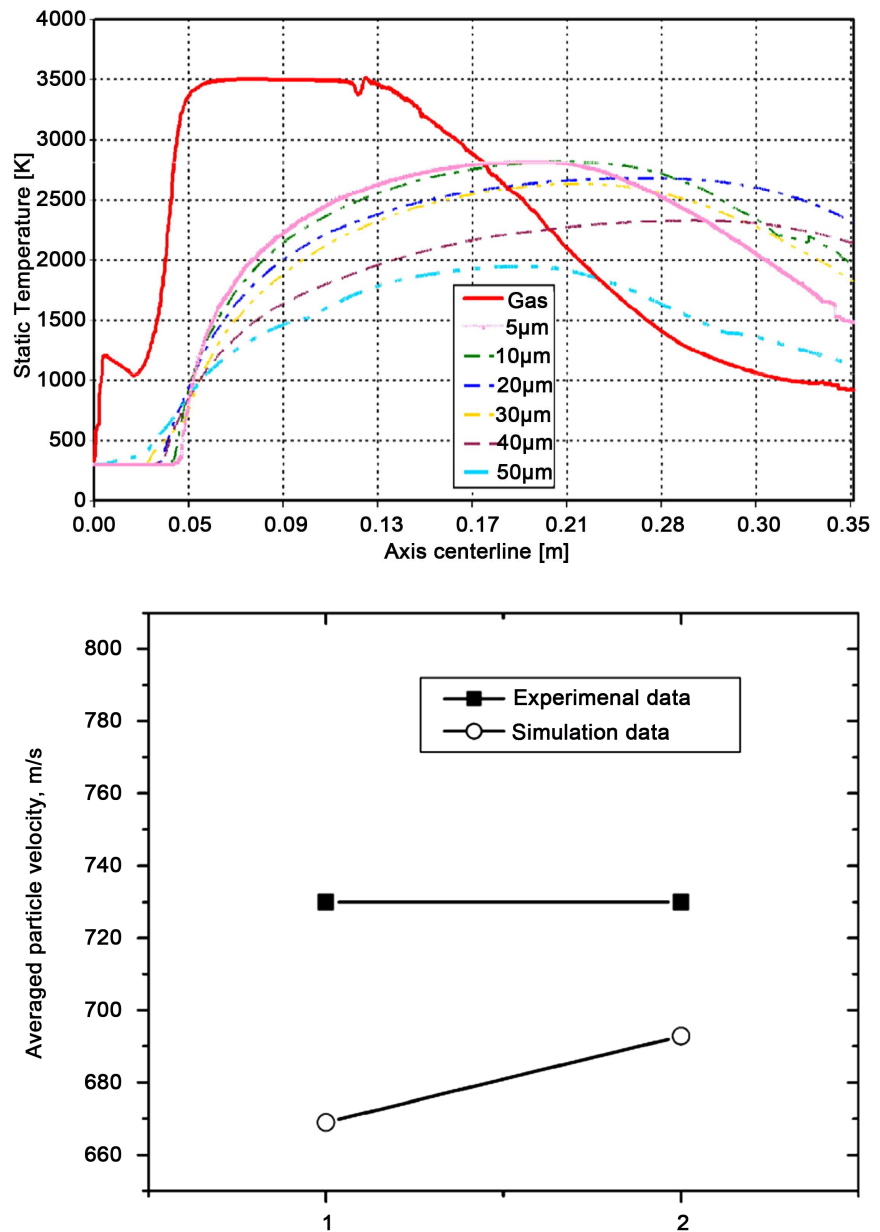 Static Temperature [K]
4000
3500
3000
2500
2000
1500
1000
500
0
Gas
5μm
10μm
20μm
30μm
40μm
50μm
0.00 0.05 0.09 0.13 0.17 0.21 0.28 0.30 0.35
Axis centerline [m]
Averaged particle velocity, m/s
800
780
760
740
720
700
680
660
Experimenal data
Simulation data
1 2